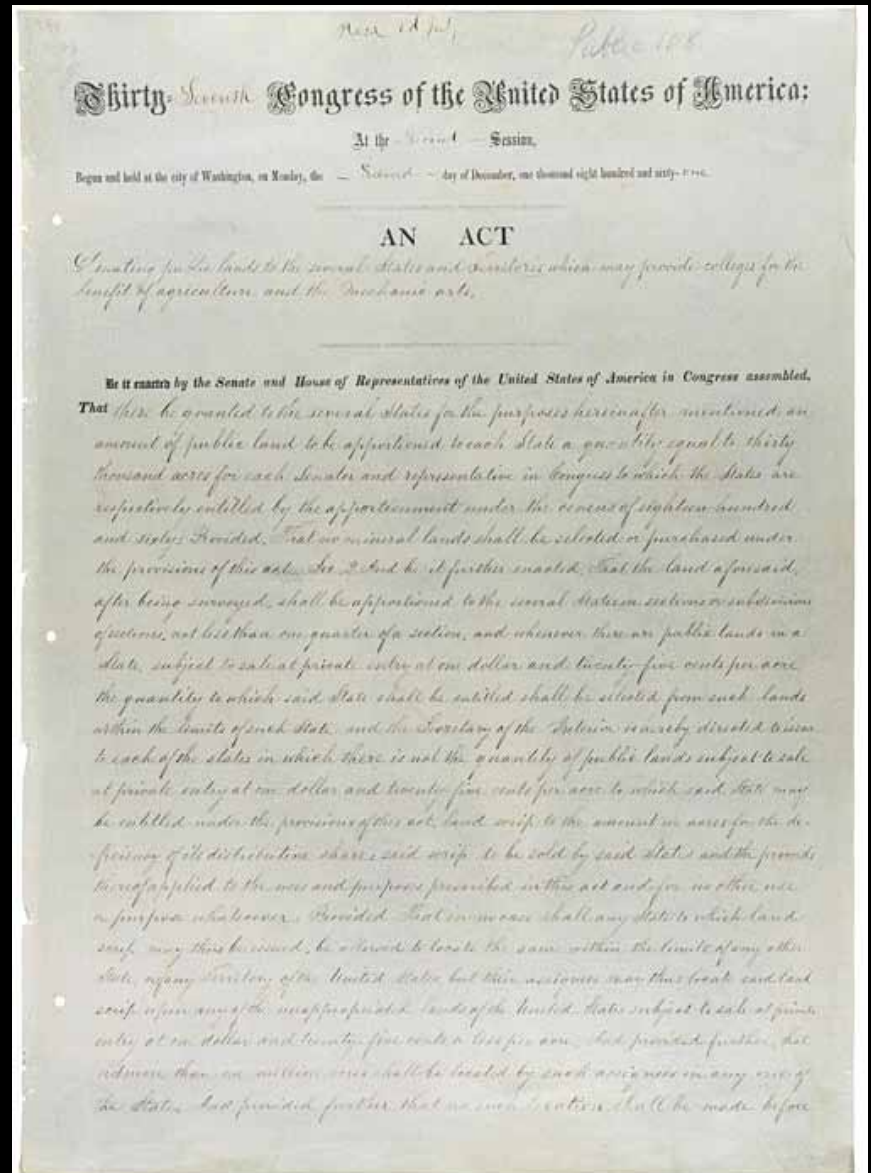 Public 108
Thirty-Seventh Congress of the United States of America:
At the Second Session,
Begun and held at the city of Washington, on Monday, the Second day of December, one thousand eight hundred and sixty-one.
AN ACT
Donating public lands to the several States and Territories which may provide colleges for the
benefit of agriculture and the Mechanic arts.
Be it enacted by the Senate and House of Representatives of the United States of America in Congress assembled,
That there be granted to the several States for the purposes hereinafter mentioned, an
amount of public land to be apportioned to each State a quantity equal to thirty
thousand acres for each Senator and representative in Congress to which the States are
respectively entitled by the apportionment under the census of eighteen hundred
and sixty: Provided, That no mineral lands shall be selected or purchased under
the provisions of this act. Sec. 2. And be it further enacted, That the land aforesaid,
after being surveyed, shall be apportioned to the several States in sections or subdivisions
of sections, not less than one quarter of a section, and whenever there are public lands in a
State, subject to sale at private entry at one dollar and twenty-five cents per acre,
the quantity to which said State shall be entitled shall be selected from such lands
within the limits of such State, and the Secretary of the Interior is hereby directed to issue
to each of the states in which there is not the quantity of public lands subject to sale
at private entry at one dollar and twenty-five cents per acre, to which said State may
be entitled under the provisions of this act, land scrip to the amount in acres for the de-
ficiency of its distributive share: said scrip to be sold by said States and the proceeds
thereof applied to the uses and purposes prescribed in this act and for no other use
or purpose whatsoever: Provided, That in no case shall any State to which land
scrip may thus be issued, be allowed to locate the same within the limits of any other
State, or of any Territory of the United States, but their assignees may thus locate said land
scrip upon any of the unappropriated lands of the United States subject to sale at private
entry at one dollar and twenty-five cents or less per acre: And provided further, That
not more than one million acres shall be located by such assignees in any one of
the States: And provided further that no such location shall be made before